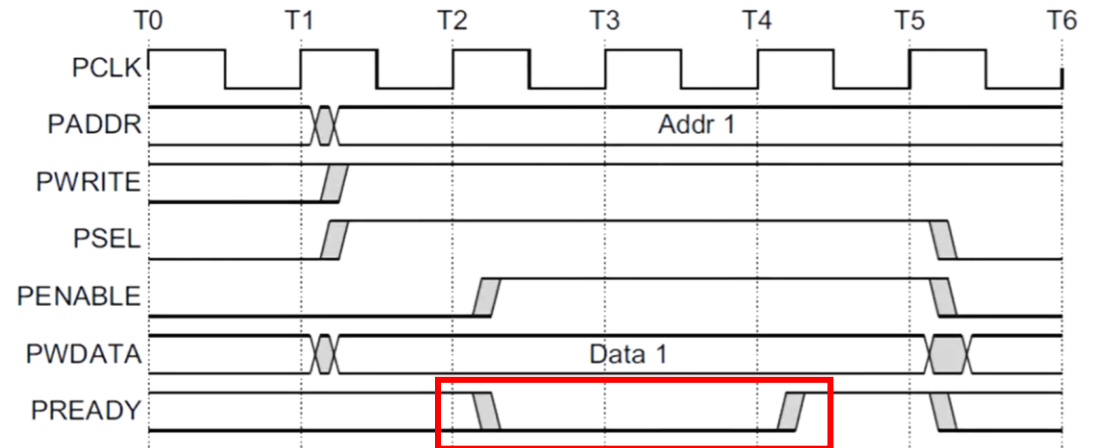 T0 T1 T2 T3 T4 T5 T6
PCLK
PADDR Addr 1
PWRITE
PSEL
PENABLE
PWDATA Data 1
PREADY